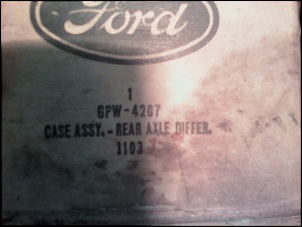 Ford
1
GPW-4207
CASE ASSY.-REAR AXLE DIFFER.
1103